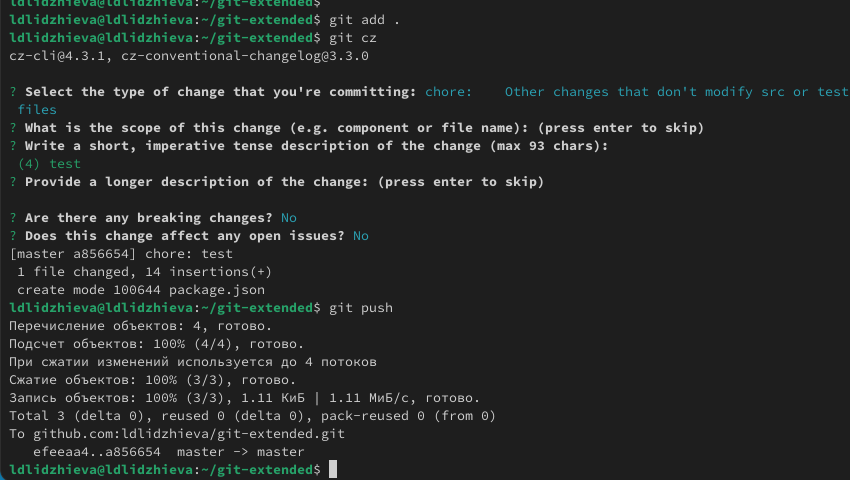 ldlidzhieva@ldlidzhieva:~/git-extended$
ldlidzhieva@ldlidzhieva:~/git-extended$ git add .
ldlidzhieva@ldlidzhieva:~/git-extended$ git cz
cz-cli@4.3.1, cz-conventional-changelog@3.3.0
? Select the type of change that you're committing: chore:    Other changes that don't modify src or test
files
? What is the scope of this change (e.g. component or file name): (press enter to skip)
? Write a short, imperative tense description of the change (max 93 chars):
(4) test
? Provide a longer description of the change: (press enter to skip)
? Are there any breaking changes? No
? Does this change affect any open issues? No
[master a856654] chore: test
1 file changed, 14 insertions(+)
create mode 100644 package.json
ldlidzhieva@ldlidzhieva:~/git-extended$ git push
Перечисление объектов: 4, готово.
Подсчет объектов: 100% (4/4), готово.
При сжатии изменений используется до 4 потоков
Сжатие объектов: 100% (3/3), готово.
Запись объектов: 100% (3/3), 1.11 КиБ | 1.11 МиБ/с, готово.
Total 3 (delta 0), reused 0 (delta 0), pack-reused 0 (from 0)
To github.com:ldlidzhieva/git-extended.git
efeeaa4..a856654  master -> master
ldlidzhieva@ldlidzhieva:~/git-extended$